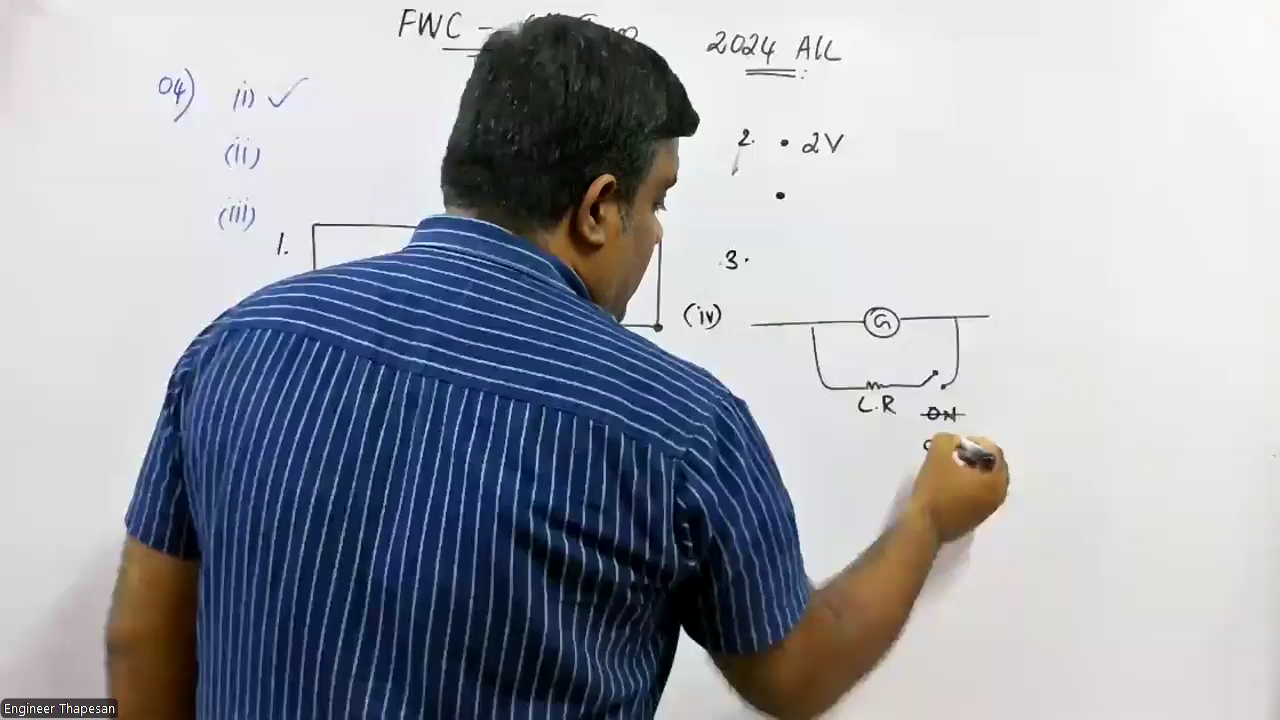 FWC -
2024 A/L
04) (i) ✓
(ii)
(iii)
1.
2. • 2V
•
3.
(iv)
G
L.R
ON
Engineer Thapesan